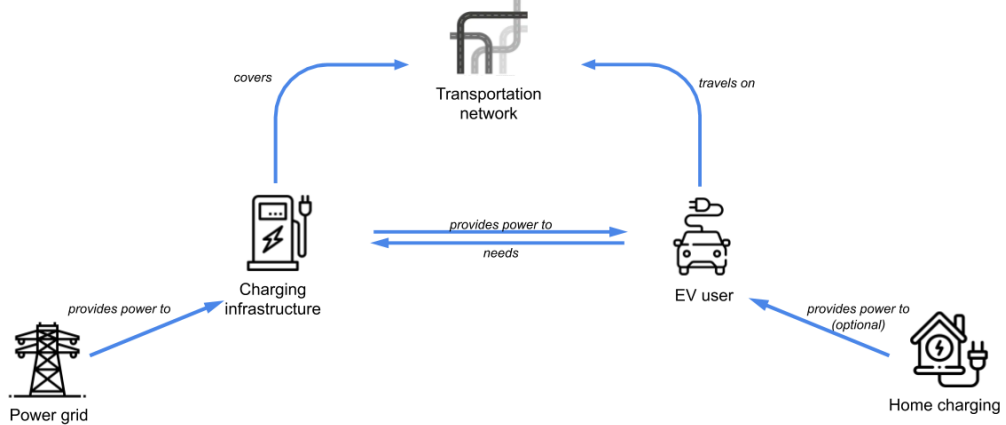 covers
travels on
Transportation
network
provides power to
needs
Charging
infrastructure
EV user
provides power to
provides power to
(optional)
Power grid
Home charging